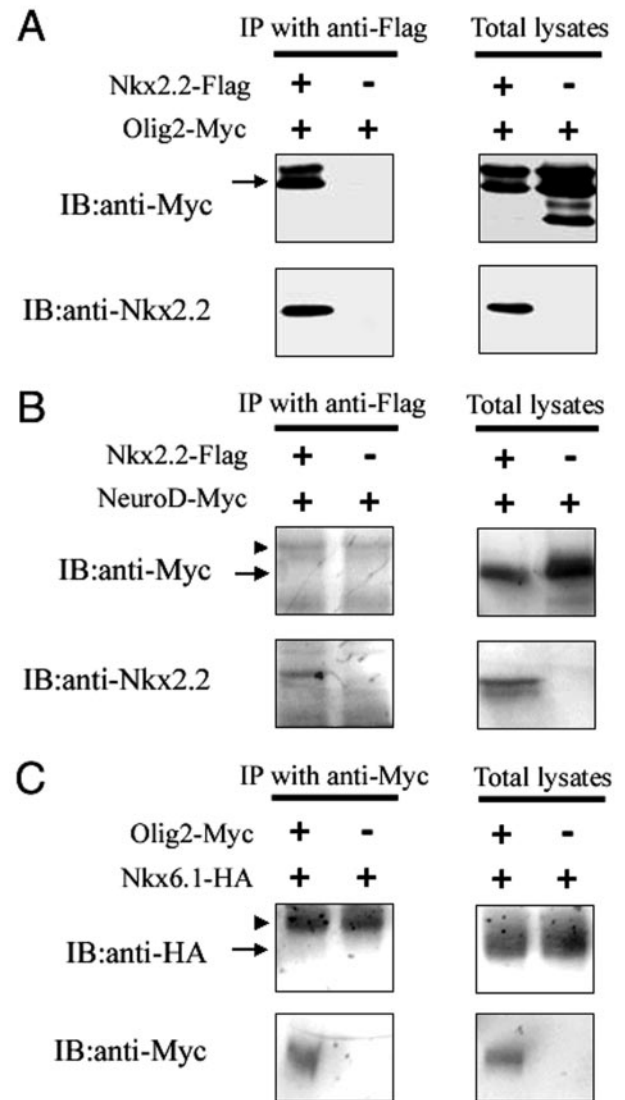 A
IP with anti-Flag Total lysates
Nkx2.2-Flag + - + -
Olig2-Myc + + + +
IB:anti-Myc
IB:anti-Nkx2.2
B
IP with anti-Flag Total lysates
Nkx2.2-Flag + - + -
NeuroD-Myc + + + +
IB:anti-Myc
IB:anti-Nkx2.2
C
IP with anti-Myc Total lysates
Olig2-Myc + - + -
Nkx6.1-HA + + + +
IB:anti-HA
IB:anti-Myc